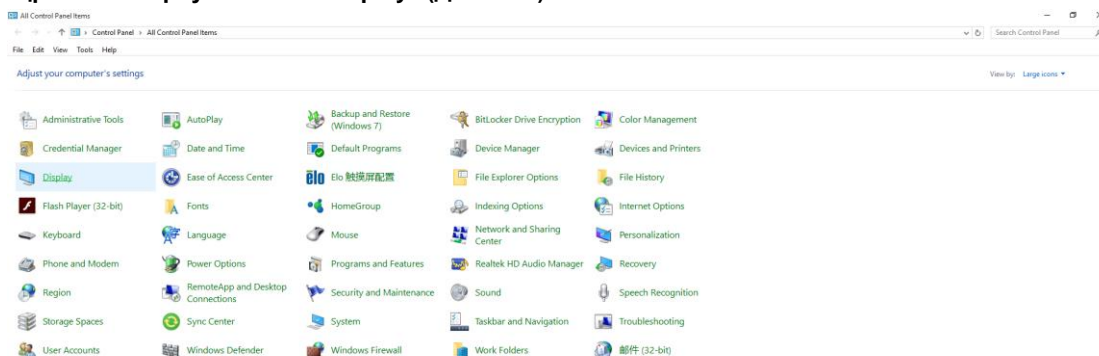 All Control Panel Items
Control Panel > All Control Panel Items
Search Control Panel
File Edit View Tools Help
Adjust your computer's settings
View by: Large icons
Administrative Tools
AutoPlay
Backup and Restore
(Windows 7)
BitLocker Drive Encryption
Color Management
Credential Manager
Date and Time
Default Programs
Device Manager
Devices and Printers
Display
Ease of Access Center
elo Elo 触摸屏配置
File Explorer Options
File History
Flash Player (32-bit)
Fonts
HomeGroup
Indexing Options
Internet Options
Keyboard
Language
Mouse
Network and Sharing
Center
Personalization
Phone and Modem
Power Options
Programs and Features
Realtek HD Audio Manager
Recovery
Region
RemoteApp and Desktop
Connections
Security and Maintenance
Sound
Speech Recognition
Storage Spaces
Sync Center
System
Taskbar and Navigation
Troubleshooting
User Accounts
Windows Defender
Windows Firewall
Work Folders
邮件 (32-bit)